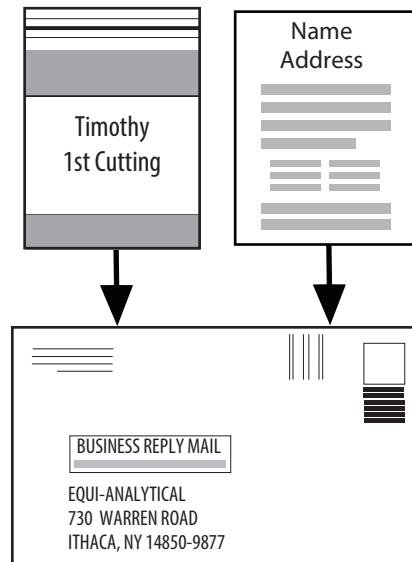 Timothy
1st Cutting
Name
Address
BUSINESS REPLY MAIL
EQUI-ANALYTICAL
730 WARREN ROAD
ITHACA, NY 14850-9877